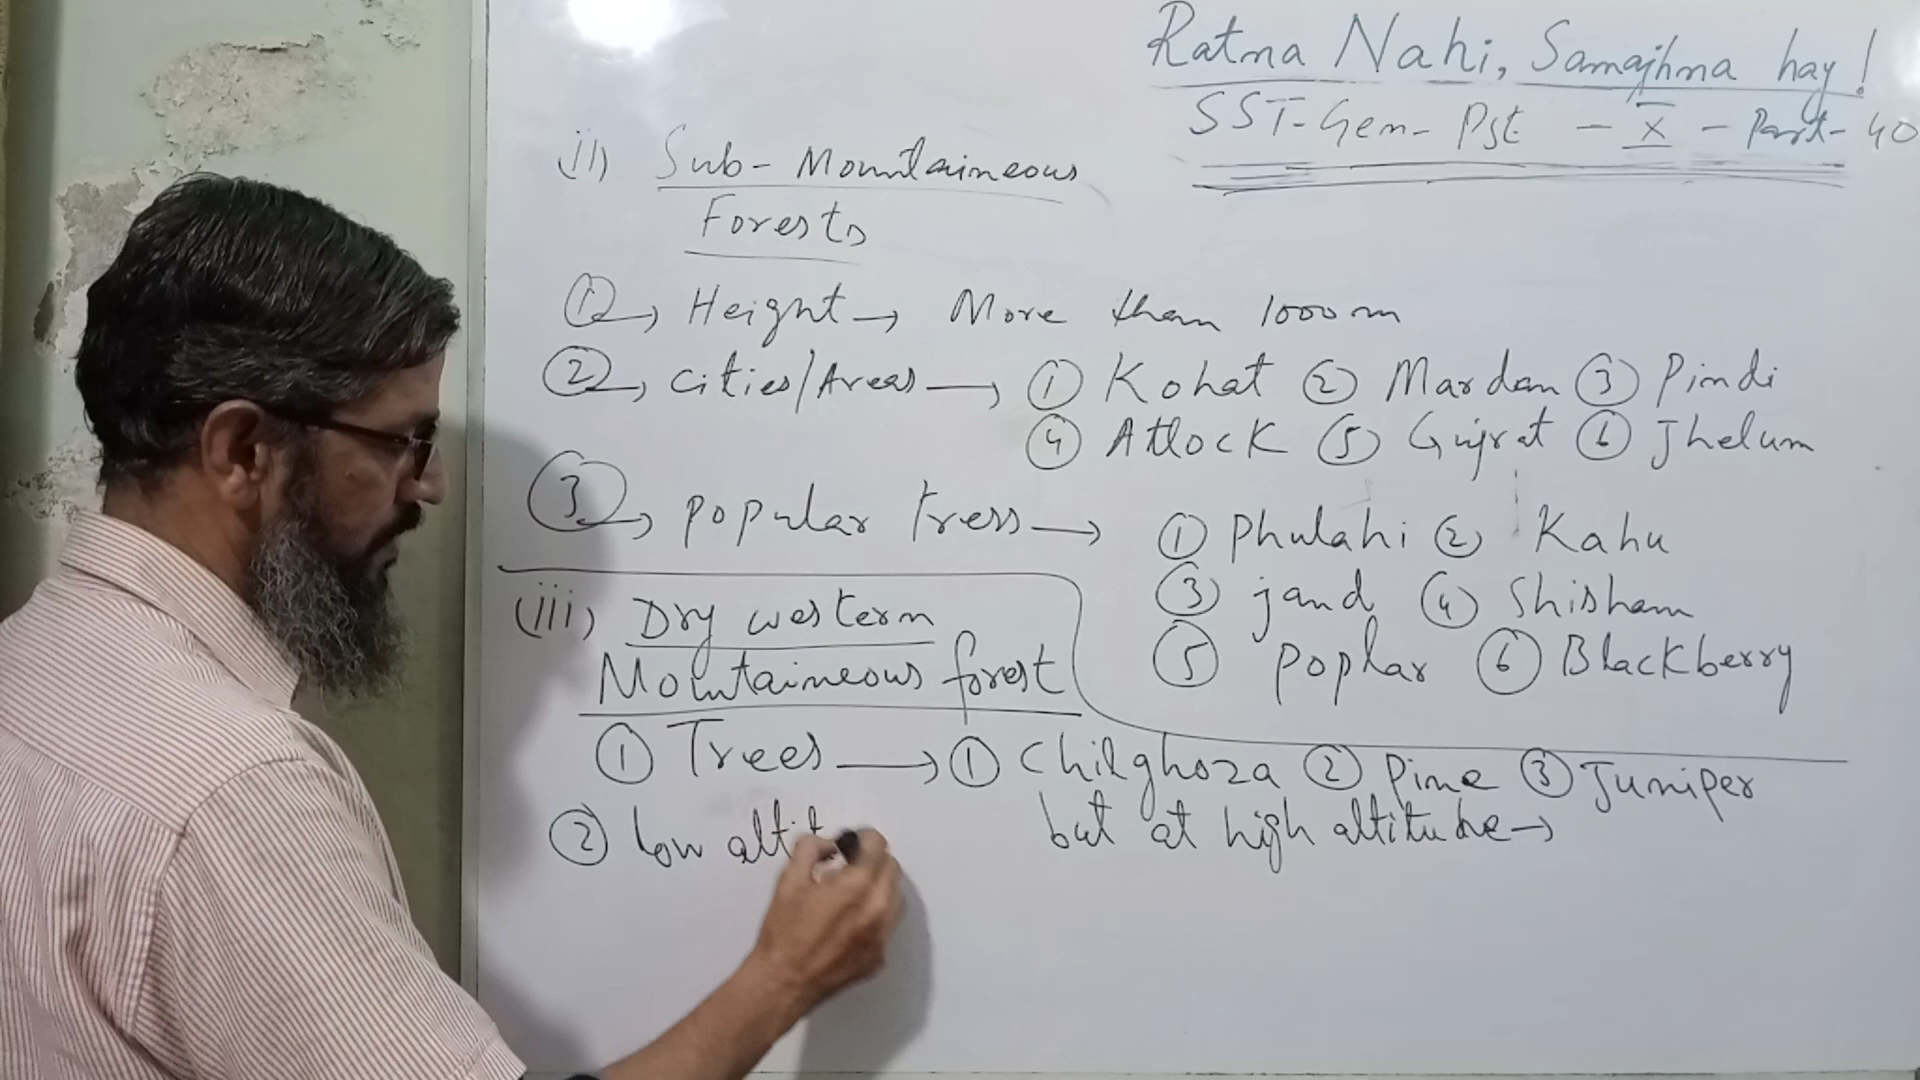 Ratna Nahi, Samajhna hay!
SST-Gen-Pst - X - Part-40
ii) Sub-Mountaineous
Forests
① → Height → More than 1000m
② → Cities/Areas → ① Kohat ② Mardan ③ Pindi
④ Attock ⑤ Gujrat ⑥ Jhelum
③ → Popular tress → ① Phulahi ② Kahu
③ jand ④ Shisham
⑤ poplar ⑥ Blackberry
(iii) Dry western
Mountaineous forest
① Trees → ① Chilghoza ② Pine ③ Juniper
② low altit but at high altitude →